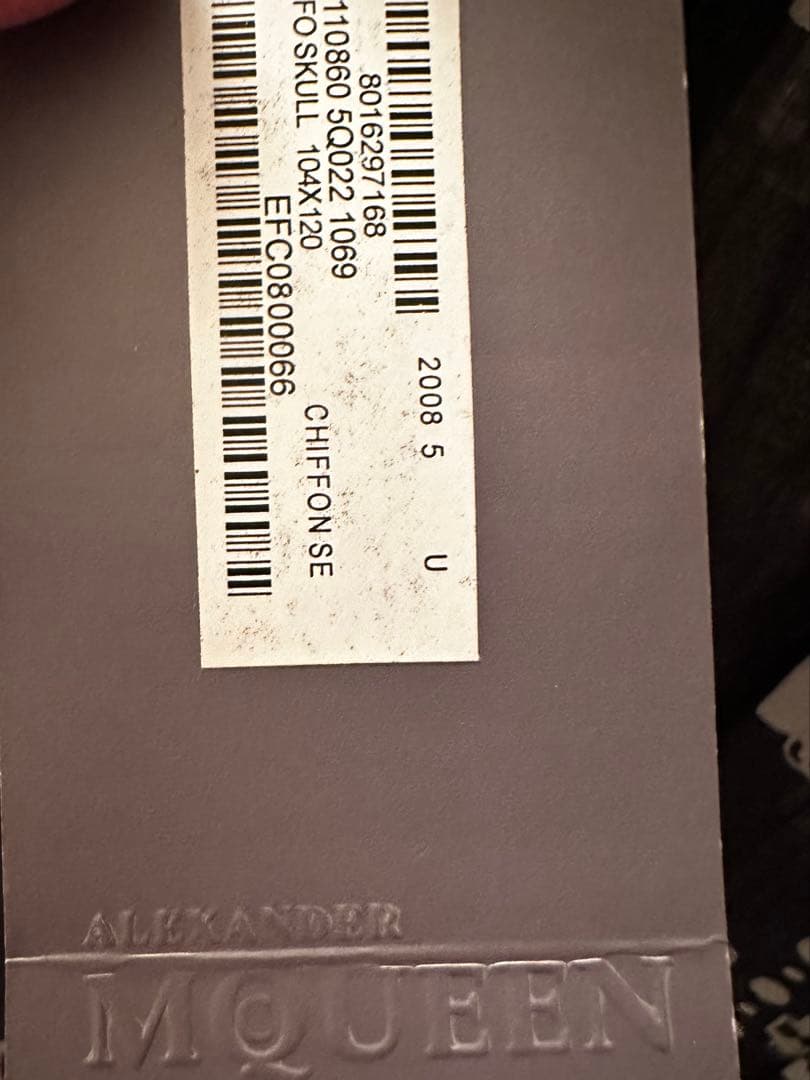 2008 5 U
8016297168
110860 5Q022 1069
FO SKULL 104X120 CHIFFON SE
EFC0800066
ALEXANDER
MQUEEN